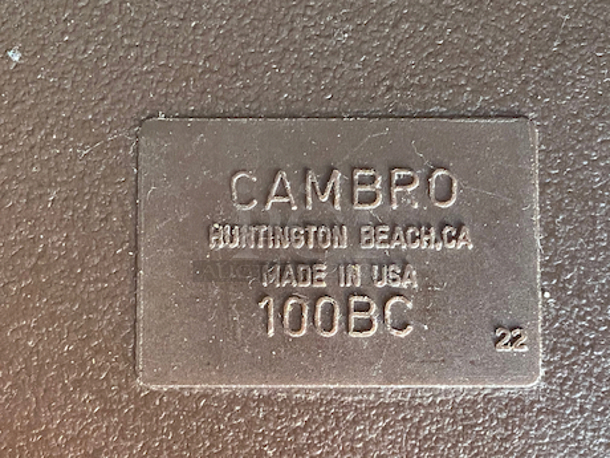 CAMBRO
HUNTINGTON BEACH,CA
MADE IN USA
100BC
22